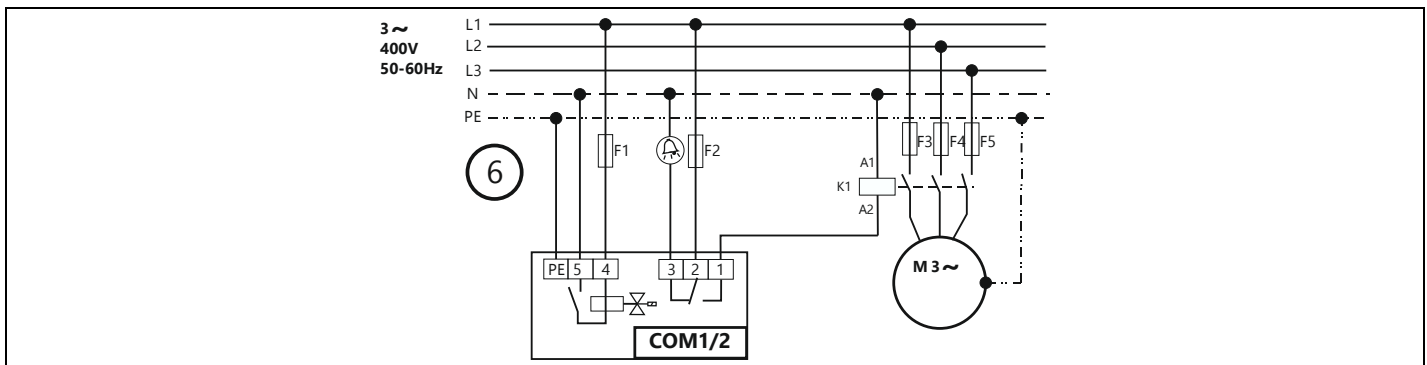 3~
400V
50-60Hz
L1
L2
L3
N
PE
6
F1
F2
F3
F4
F5
A1
K1
A2
PE 5 4
3 2 1
M 3~
COM1/2